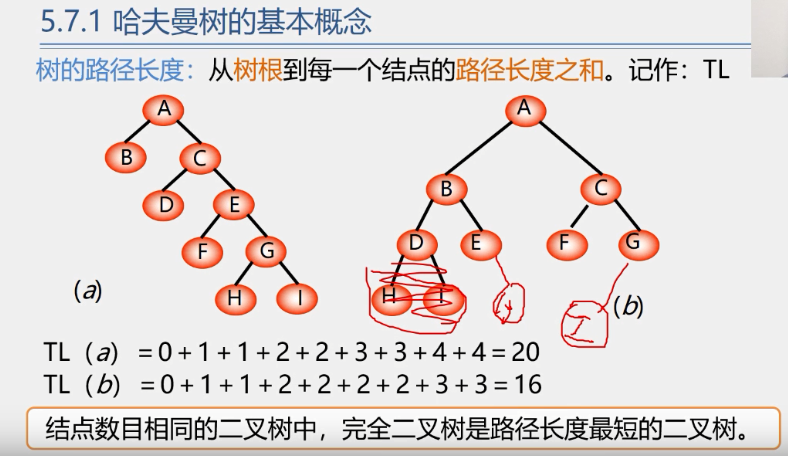 5.7.1 哈夫曼树的基本概念
树的路径长度：从树根到每一个结点的路径长度之和。记作：TL
A
B C
D E
F G
H I
(a)
A
B C
D E F G
H I
I
(b)
TL（a）=0+1+1+2+2+3+3+4+4=20
TL（b）=0+1+1+2+2+2+2+3+3=16
结点数目相同的二叉树中，完全二叉树是路径长度最短的二叉树。